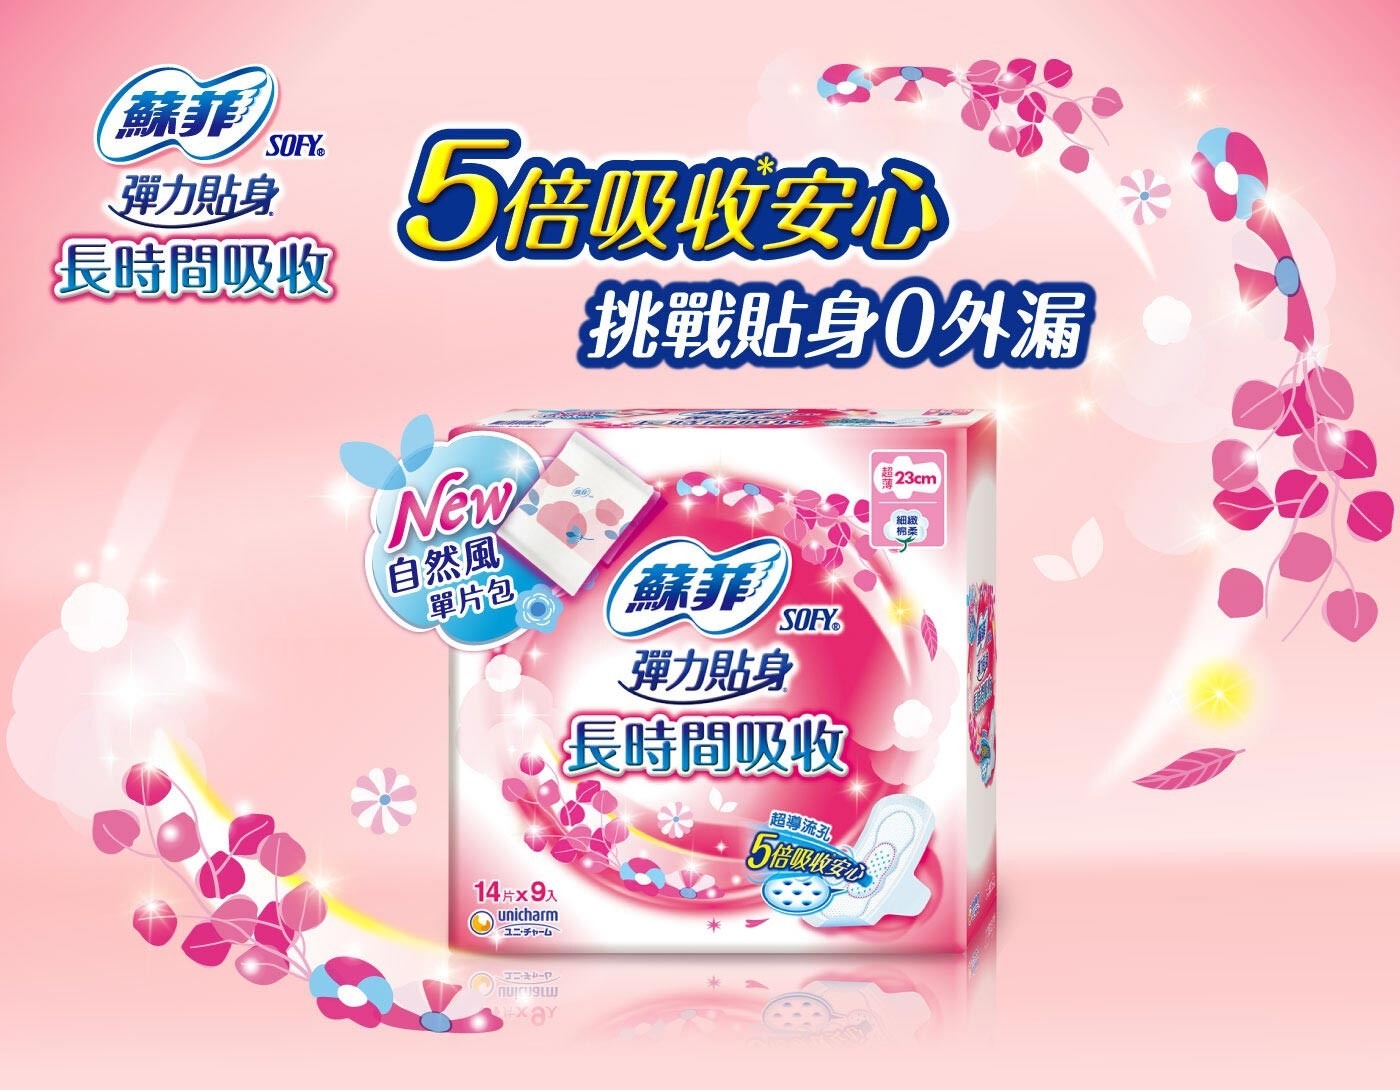 蘇菲
SOFY®
彈力貼身
長時間吸收
5倍吸收*安心
挑戰貼身0外漏
New
自然風
單片包
超薄 23cm
細緻
棉柔
蘇菲
SOFY®
彈力貼身
長時間吸收
超導流孔
5倍吸收安心
14片x9入
unicharm
ユニ・チャーム